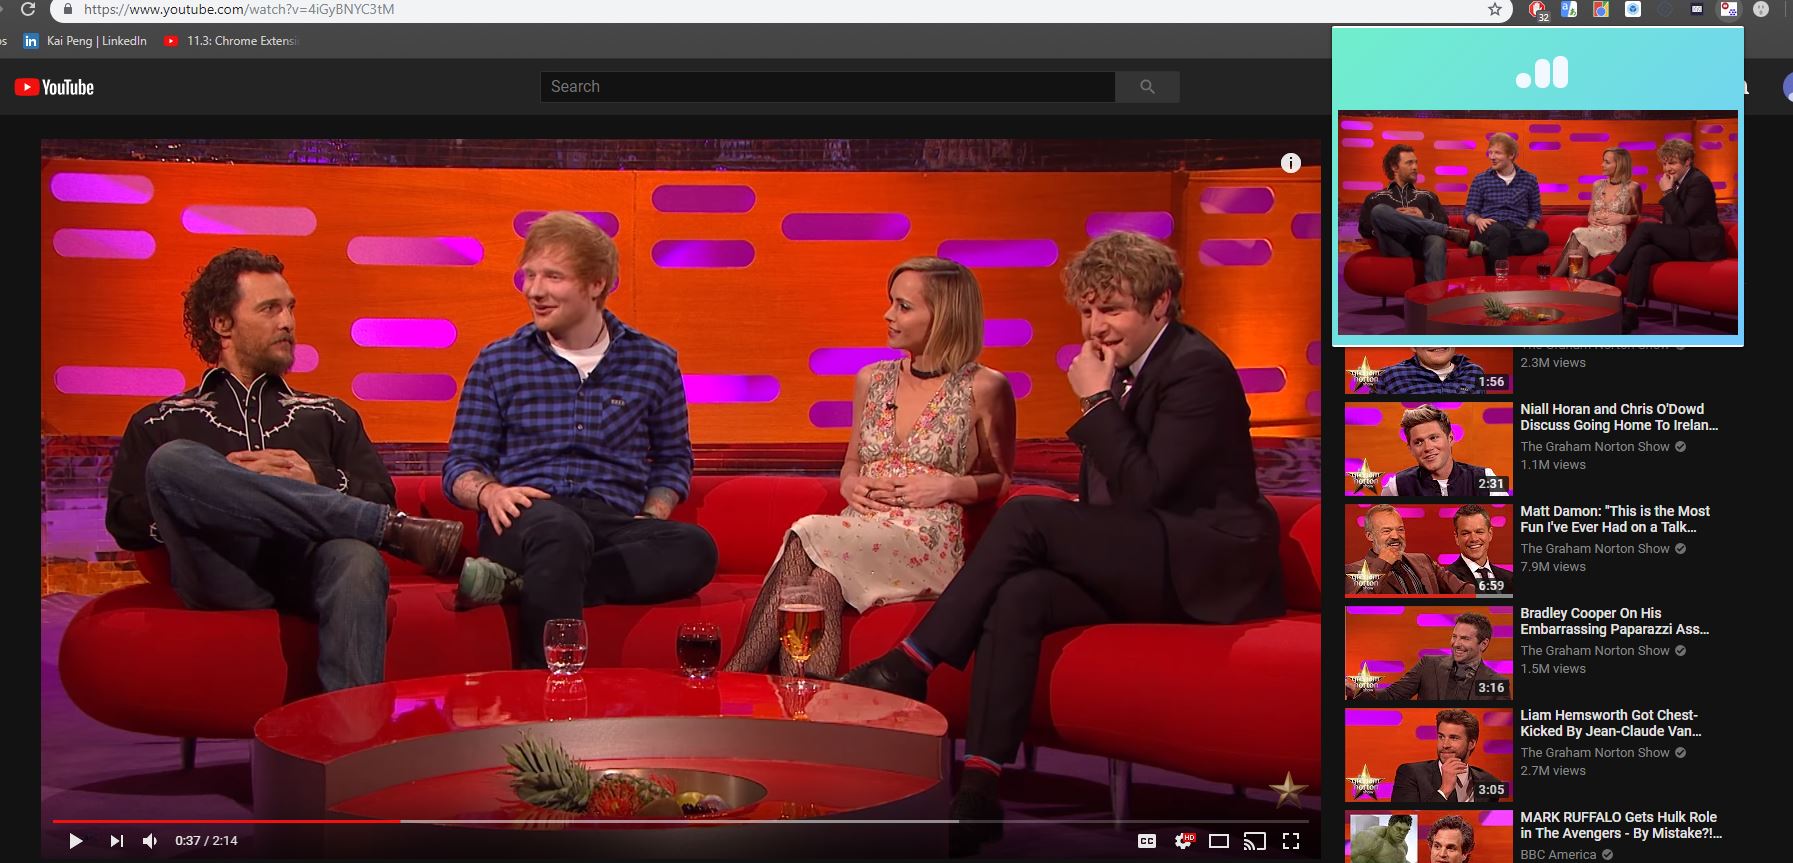 https://www.youtube.com/watch?v=4iGyBNYC3tM
32
in Kai Peng | LinkedIn
11.3: Chrome Extensi
YouTube
Search
i
2.3M views
1:56
Niall Horan and Chris O'Dowd
Discuss Going Home To Irelan...
The Graham Norton Show
1.1M views
2:31
Matt Damon: "This is the Most
Fun I've Ever Had on a Talk...
The Graham Norton Show
7.9M views
6:59
Bradley Cooper On His
Embarrassing Paparazzi Ass...
The Graham Norton Show
1.5M views
3:16
Liam Hemsworth Got Chest-
Kicked By Jean-Claude Van...
The Graham Norton Show
2.7M views
3:05
MARK RUFFALO Gets Hulk Role
in The Avengers - By Mistake?!...
BBC America
0:37 / 2:14
CC
HD